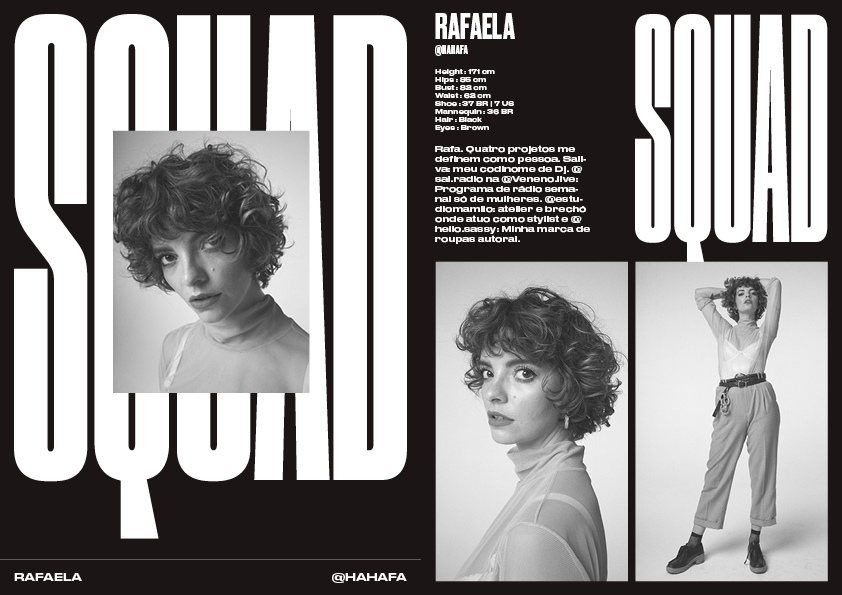 SQUAD
RAFAELA
@HAHAFA
RAFAELA
@HAHAFA
Height : 171 cm
Hips : 85 cm
Bust : 82 cm
Waist : 62 cm
Shoe : 37 BR | 7 US
Mannequin : 36 BR
Hair : Black
Eyes : Brown
Rafa. Quatro projetos me
definem como pessoa. Sali-
va: meu codinome de Dj. @
sal.radio na @Veneno.live:
Programa de rádio sema-
nal só de mulheres. @estu-
diomamilo: atelier e brechó
onde atuo como stylist e @
hello.sassy: Minha marca de
roupas autoral.
SQUAD